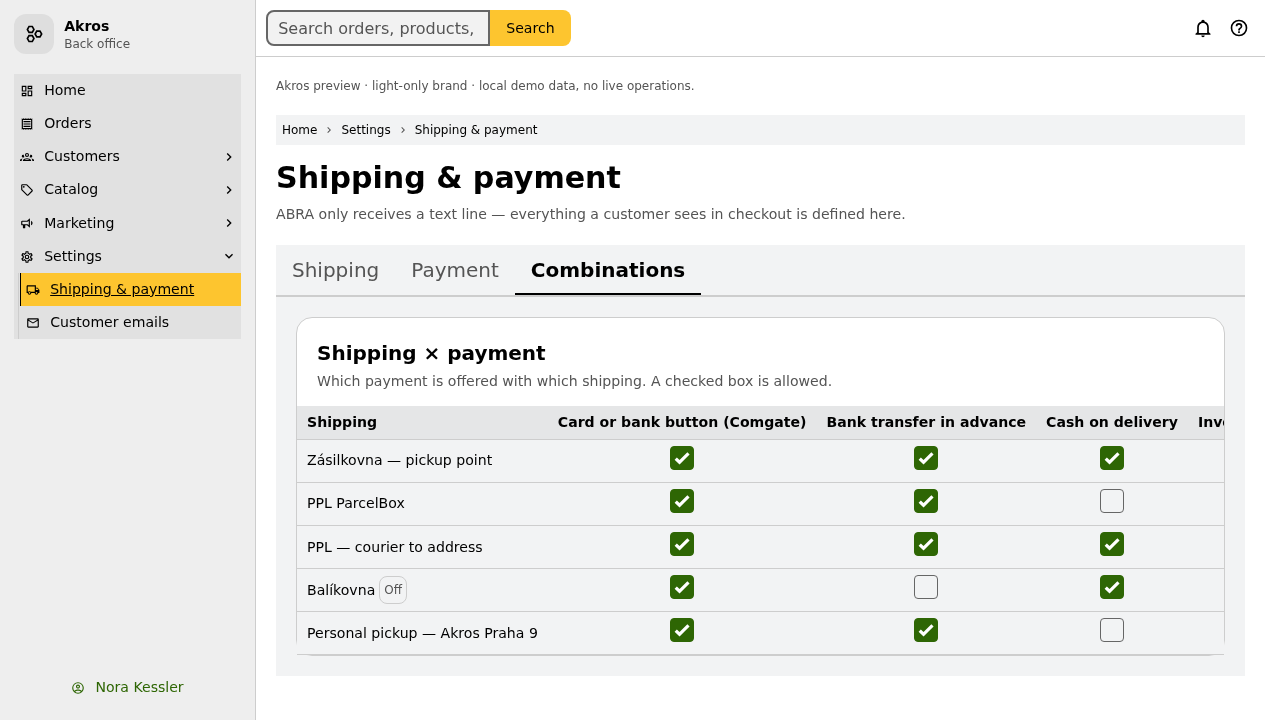 Akros
Back office
Search orders, products,
Search
Home
Orders
Customers
Catalog
Marketing
Settings
Shipping & payment
Customer emails
Nora Kessler
Akros preview · light-only brand · local demo data, no live operations.
Home › Settings › Shipping & payment
Shipping & payment
ABRA only receives a text line — everything a customer sees in checkout is defined here.
Shipping Payment Combinations
Shipping × payment
Which payment is offered with which shipping. A checked box is allowed.
Shipping Card or bank button (Comgate) Bank transfer in advance Cash on delivery
Zásilkovna — pickup point
PPL ParcelBox
PPL — courier to address
Balíkovna Off
Personal pickup — Akros Praha 9